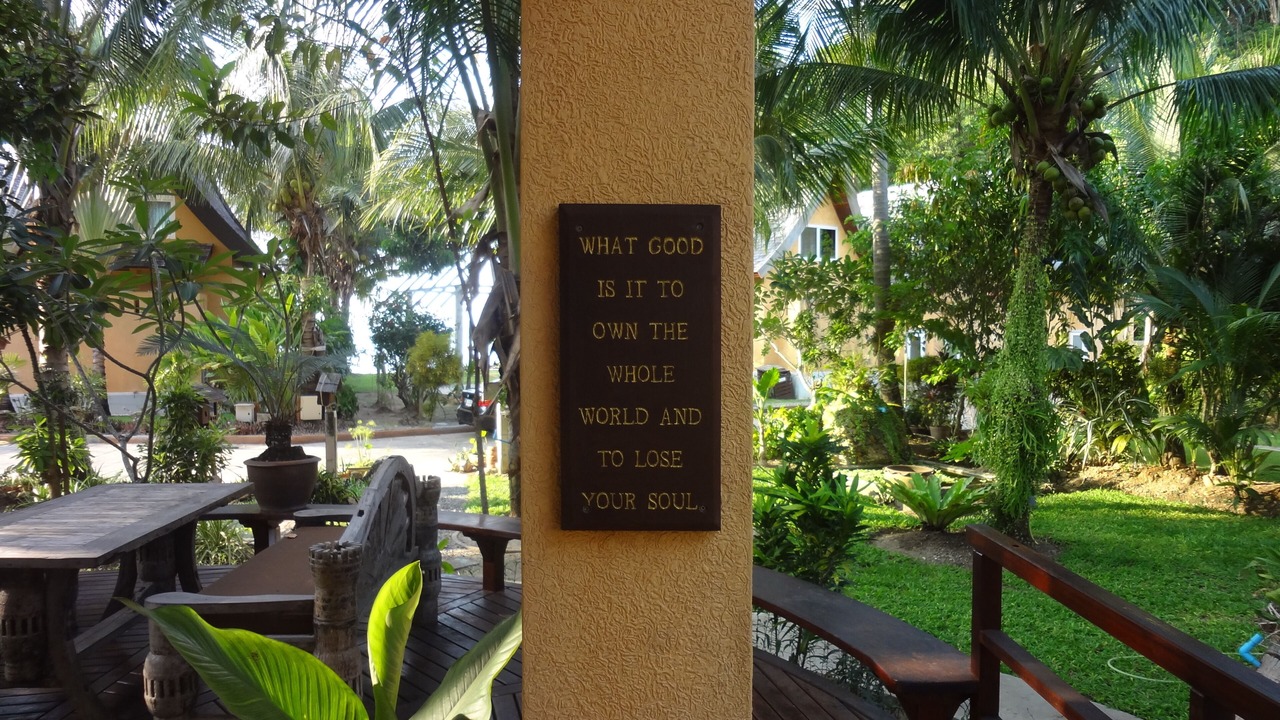 WHAT GOOD
IS IT TO
OWN THE
WHOLE
WORLD AND
TO LOSE
YOUR SOUL